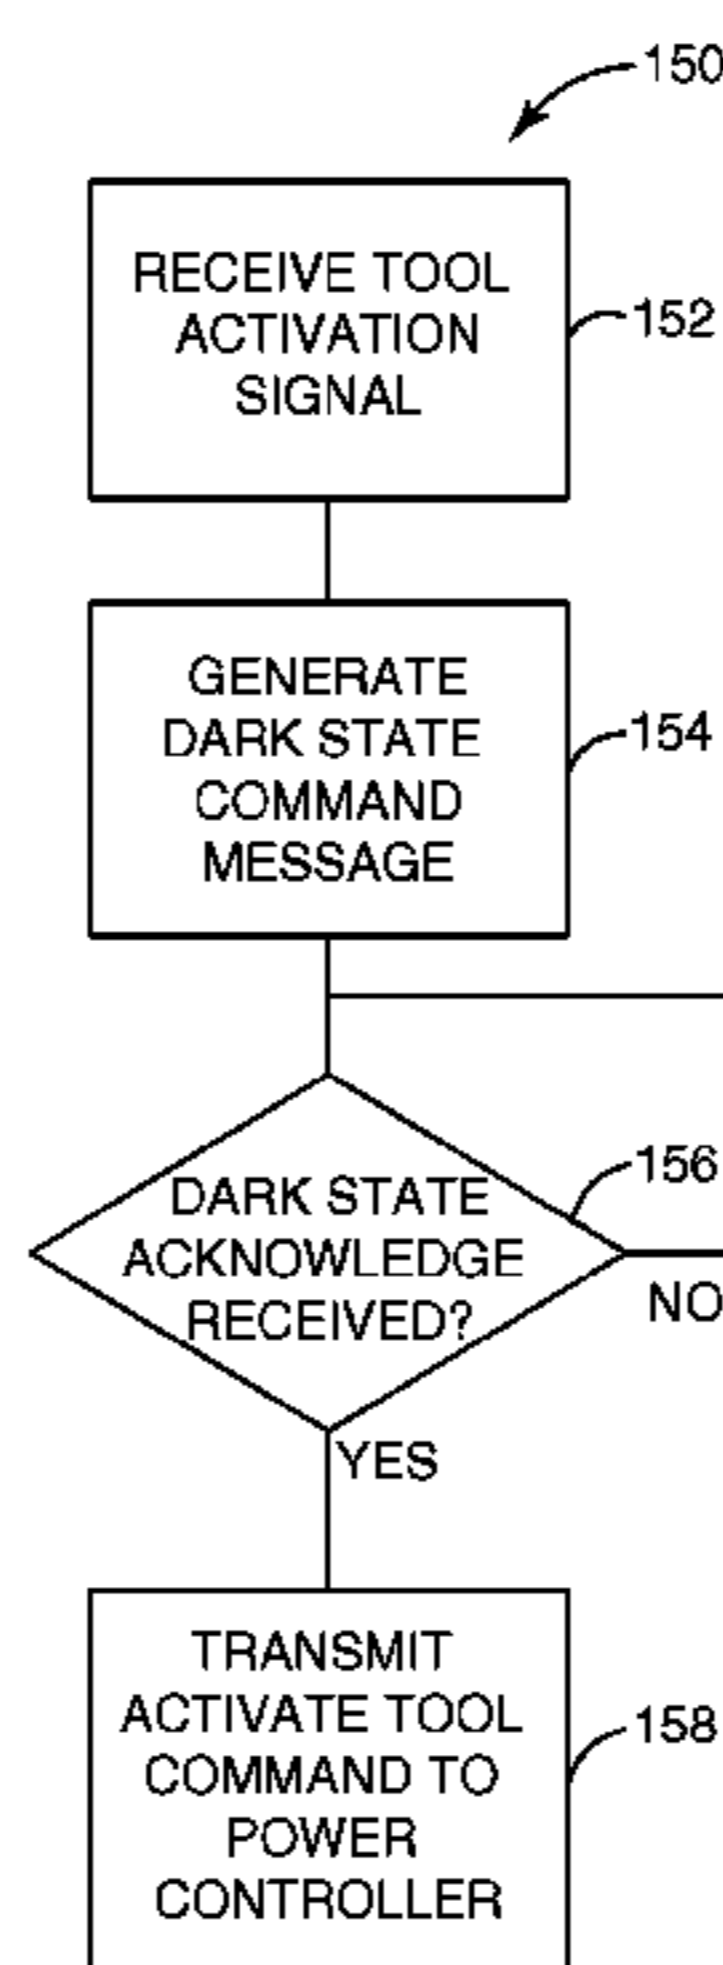 150
RECEIVE TOOL
ACTIVATION
SIGNAL
152
GENERATE
DARK STATE
COMMAND
MESSAGE
154
DARK STATE
ACKNOWLEDGE
RECEIVED?
156
NO
YES
TRANSMIT
ACTIVATE TOOL
COMMAND TO
POWER
CONTROLLER
158